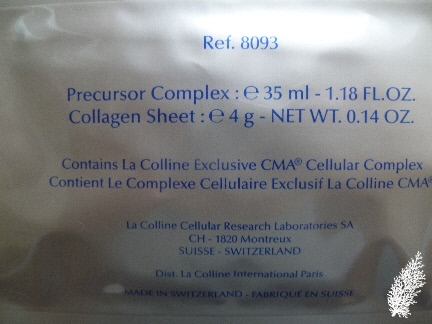 Ref. 8093
Precursor Complex : ℮ 35 ml - 1.18 FL.OZ.
Collagen Sheet : ℮ 4 g - NET WT. 0.14 OZ.
Contains La Colline Exclusive CMA® Cellular Complex
Contient Le Complexe Cellulaire Exclusif La Colline CMA®
La Colline Cellular Research Laboratories SA
CH - 1820 Montreux
SUISSE - SWITZERLAND
Dist. La Colline International Paris
MADE IN SWITZERLAND - FABRIQUÉ EN SUISSE